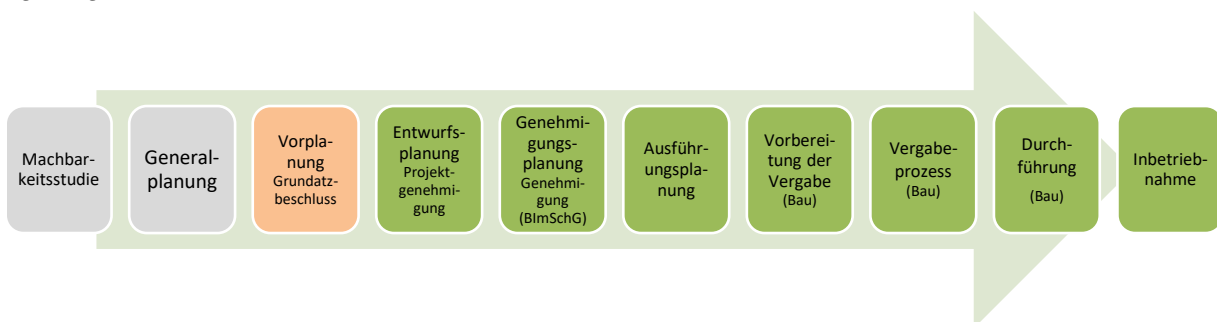 Machbar-
keitsstudie
General-
planung
Vorpla-
nung
Grundatz-
beschluss
Entwurfs-
planung
Projekt-
genehmi-
gung
Genehmi-
gungs-
planung
Genehmi-
gung
(BImSchG)
Ausführ-
ungspla-
nung
Vorberei-
tung der
Vergabe
(Bau)
Vergabe-
prozess
(Bau)
Durch-
führung
(Bau)
Inbetrieb-
nahme